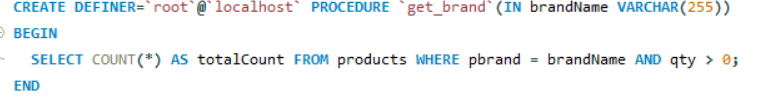 CREATE DEFINER=`root`@`localhost` PROCEDURE `get_brand`(IN brandName VARCHAR(255))
BEGIN
SELECT COUNT(*) AS totalCount FROM products WHERE pbrand = brandName AND qty > 0;
END